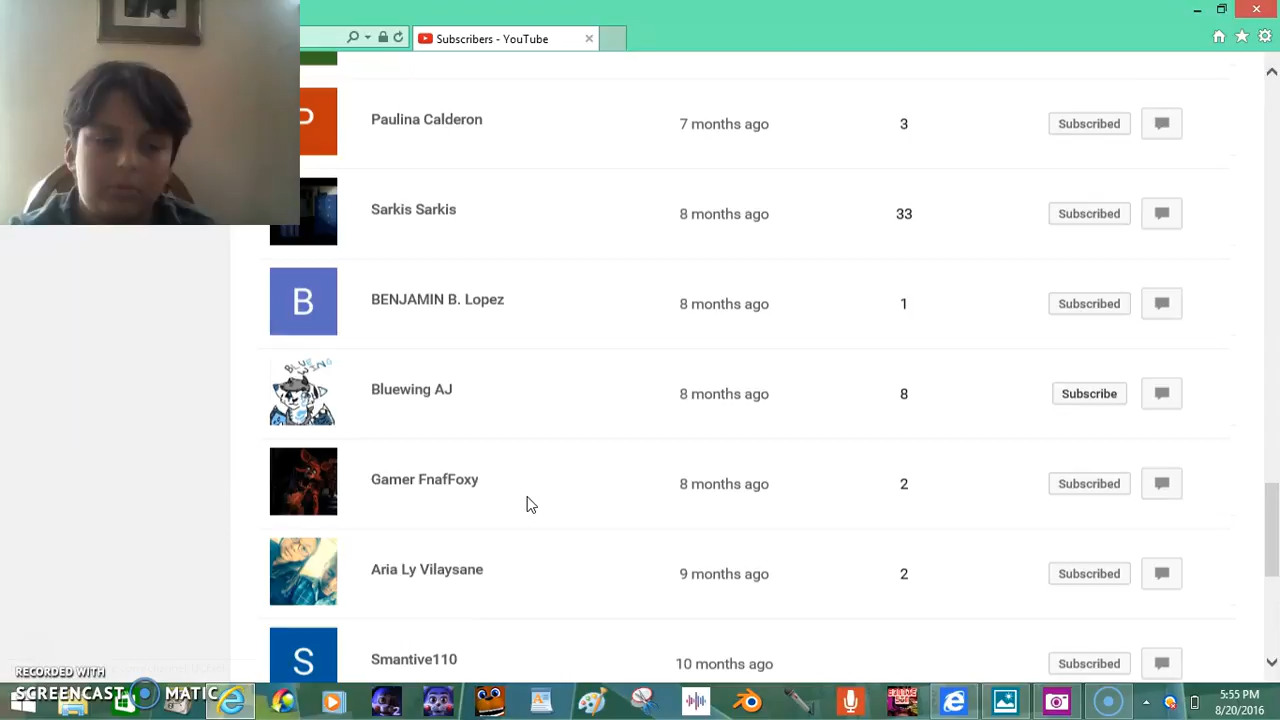 Subscribers - YouTube
P
Paulina Calderon 7 months ago 3 Subscribed
Sarkis Sarkis 8 months ago 33 Subscribed
B BENJAMIN B. Lopez 8 months ago 1 Subscribed
BLUEWING
Bluewing AJ 8 months ago 8 Subscribe
Gamer FnafFoxy 8 months ago 2 Subscribed
Aria Ly Vilaysane 9 months ago 2 Subscribed
S Smantive110 10 months ago Subscribed
RECORDED WITH
SCREENCAST MATIC
5:55 PM
8/20/2016